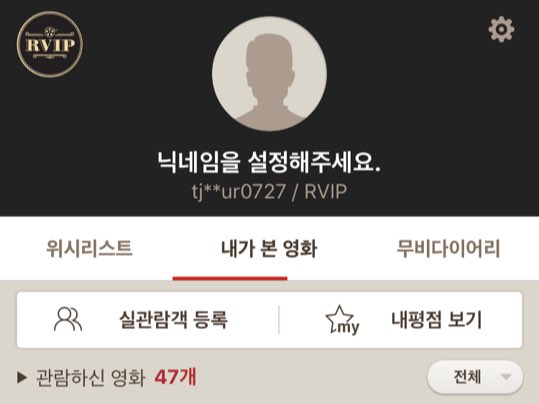 RVIP
닉네임을 설정해주세요.
tj**ur0727 / RVIP
위시리스트 내가 본 영화 무비다이어리
실관람객 등록 my 내평점 보기
▶ 관람하신 영화 47개 전체